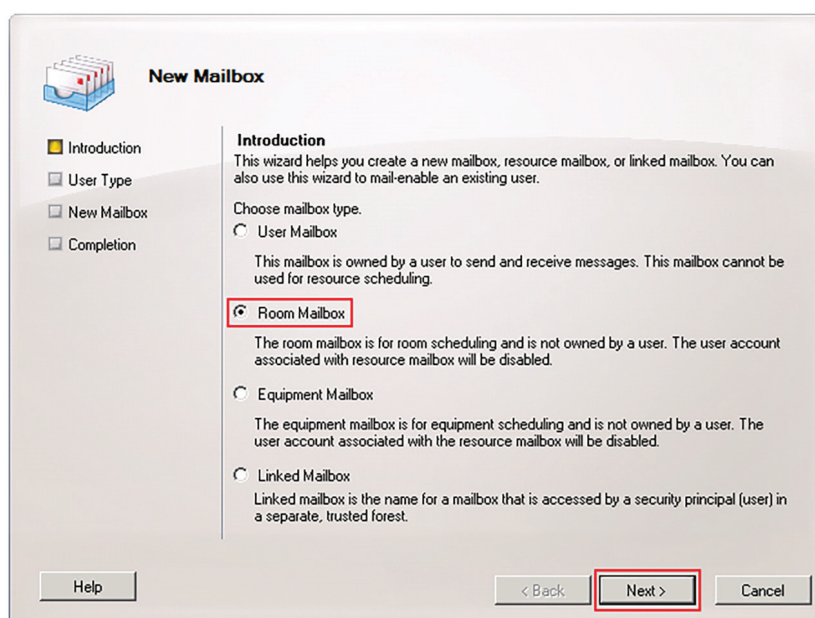 New Mailbox
Introduction
User Type
New Mailbox
Completion
Introduction
This wizard helps you create a new mailbox, resource mailbox, or linked mailbox. You can
also use this wizard to mail-enable an existing user.
Choose mailbox type.
User Mailbox
This mailbox is owned by a user to send and receive messages. This mailbox cannot be
used for resource scheduling.
Room Mailbox
The room mailbox is for room scheduling and is not owned by a user. The user account
associated with resource mailbox will be disabled.
Equipment Mailbox
The equipment mailbox is for equipment scheduling and is not owned by a user. The
user account associated with the resource mailbox will be disabled.
Linked Mailbox
Linked mailbox is the name for a mailbox that is accessed by a security principal (user) in
a separate, trusted forest.
Help
< Back
Next >
Cancel